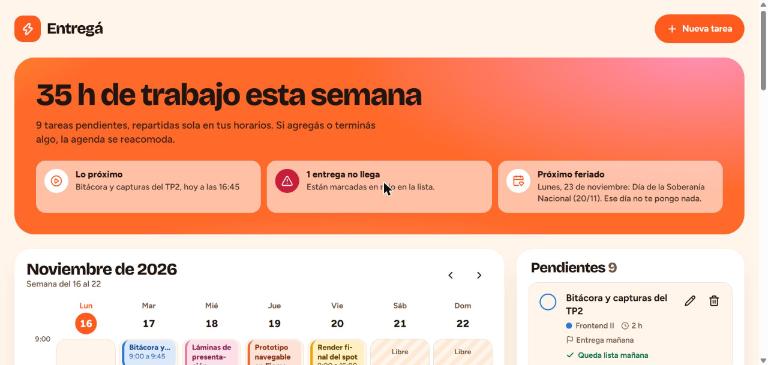 Entregá
Nueva tarea
35 h de trabajo esta semana
9 tareas pendientes, repartidas sola en tus horarios. Si agregás o terminás
algo, la agenda se reacomoda.
Lo próximo
Bitácora y capturas del TP2, hoy a las 16:45
1 entrega no llega
Están marcadas en en la lista.
Próximo feriado
Lunes, 23 de noviembre: Día de la Soberanía
Nacional (20/11). Ese día no te pongo nada.
Noviembre de 2026
Semana del 16 al 22
Lun Mar Mié Jue Vie Sáb Dom
16 17 18 19 20 21 22
9:00
Bitácora y...
9:00 a 9:45
Láminas de
presenta-
Prototipo
navegable
Render fi-
nal del spot
Libre
Libre
Pendientes 9
Bitácora y capturas del
TP2
Frontend II 2 h
Entrega mañana
Queda lista mañana